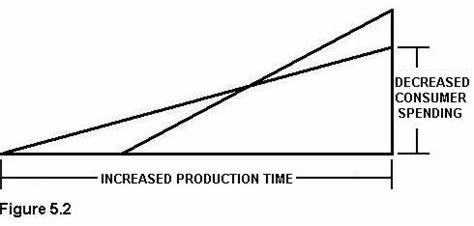 DECREASED
CONSUMER
SPENDING
INCREASED PRODUCTION TIME
Figure 5.2